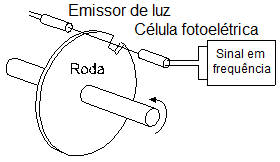 Emissor de luz
Célula fotoelétrica
Roda
Sinal em
frequência